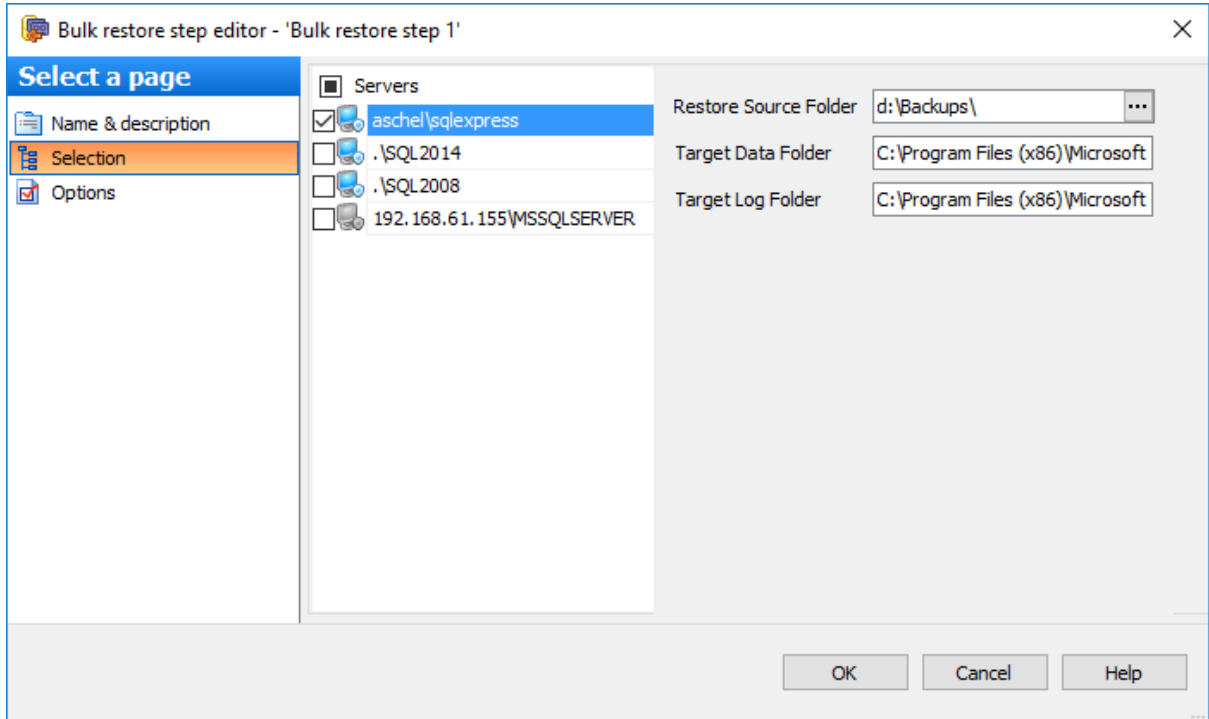 Bulk restore step editor - 'Bulk restore step 1'
Select a page
Name & description
Selection
Options
Servers
aschel\sqlexpress
.\SQL2014
.\SQL2008
192.168.61.155\MSSQLSERVER
Restore Source Folder d:\Backups\ ...
Target Data Folder C:\Program Files (x86)\Microsoft
Target Log Folder C:\Program Files (x86)\Microsoft
OK Cancel Help